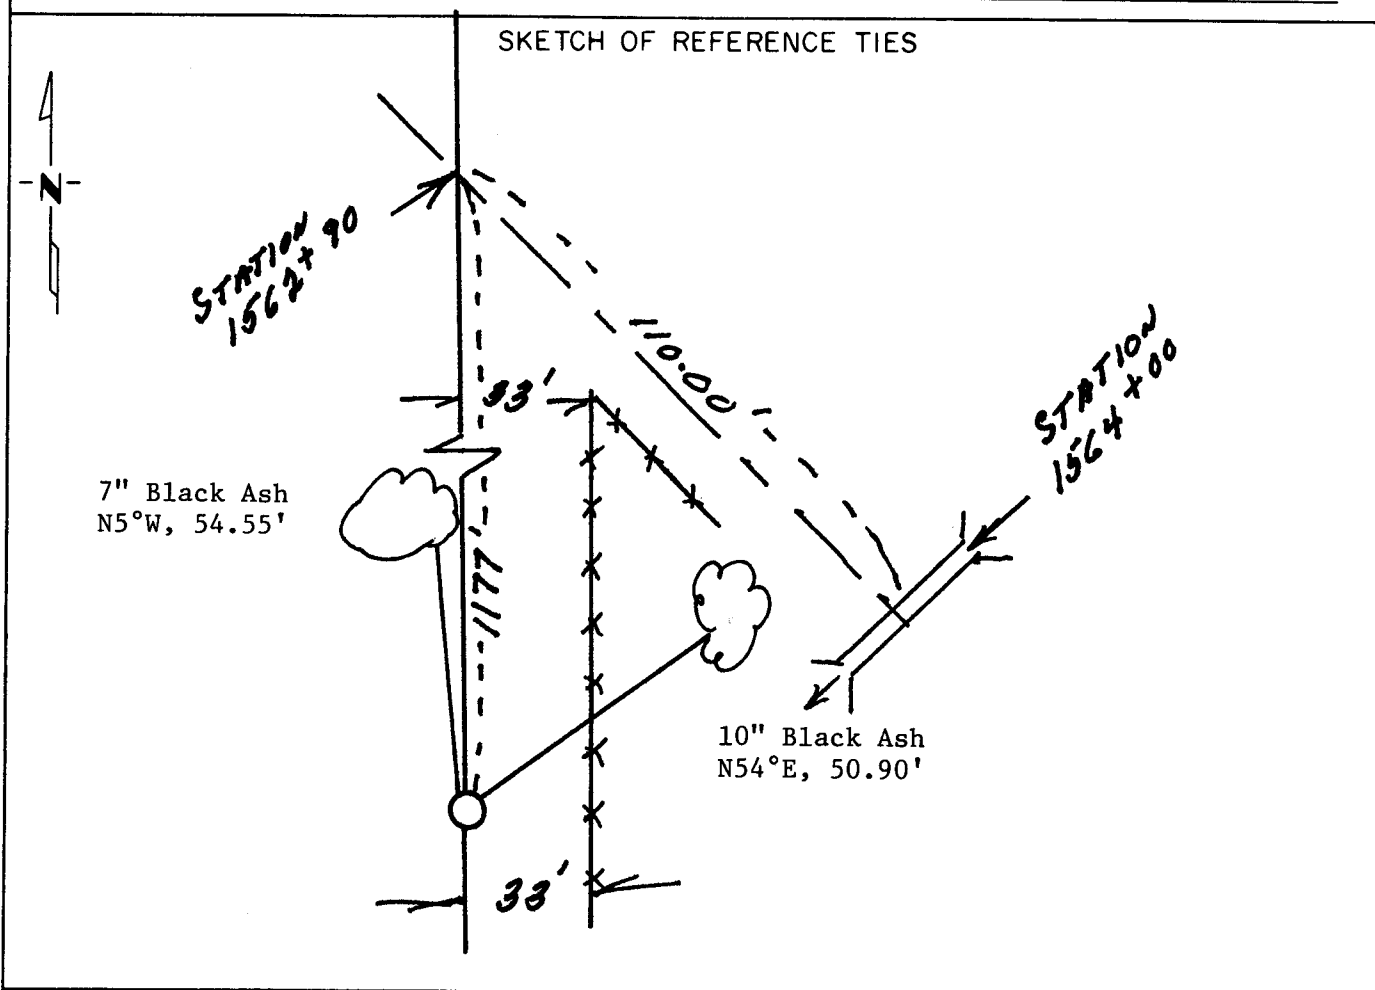 SKETCH OF REFERENCE TIES
N
STATION
1562+90
110.00'
STATION
1564+00
33'
7" Black Ash
N5°W, 54.55'
1177'
10" Black Ash
N54°E, 50.90'
33'